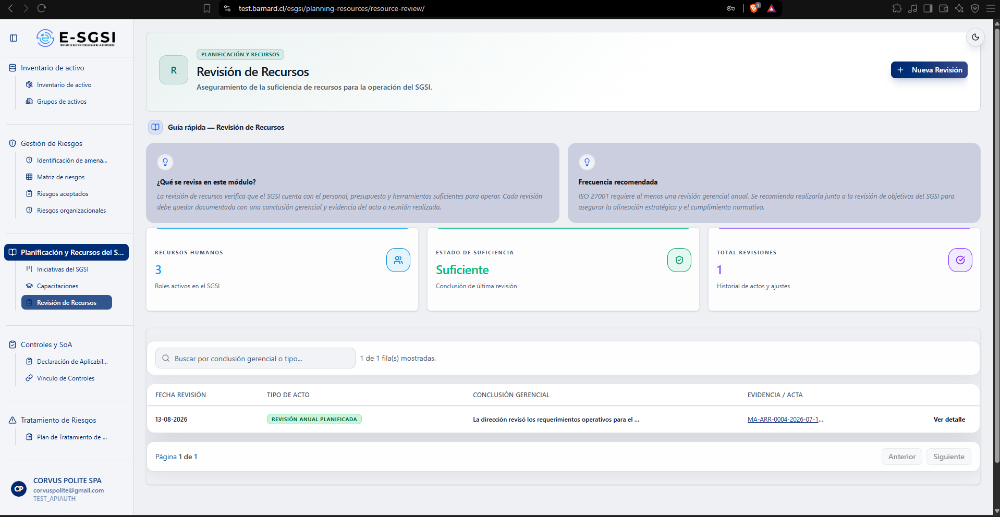 test.barnard.cl/esgsi/planning-resources/resource-review/
1
E-SGSI
SISTEMAS DE GESTIÓN DE SEGURIDAD DE LA INFORMACIÓN
Inventario de activo
Inventario de activo
Grupos de activos
Gestión de Riesgos
Identificación de amena...
Matriz de riesgos
Riesgos aceptados
Riesgos organizacionales
Planificación y Recursos del S...
Iniciativas del SGSI
Capacitaciones
Revisión de Recursos
Controles y SoA
Declaración de Aplicabil...
Vínculo de Controles
Tratamiento de Riesgos
Plan de Tratamiento de ...
CP
CORVUS POLITE SPA
corvuspolite@gmail.com
TEST_APIAUTH
R
PLANIFICACIÓN Y RECURSOS
Revisión de Recursos
Aseguramiento de la suficiencia de recursos para la operación del SGSI.
+ Nueva Revisión
Guía rápida — Revisión de Recursos
¿Qué se revisa en este módulo?
La revisión de recursos verifica que el SGSI cuenta con el personal, presupuesto y herramientas suficientes para operar. Cada revisión
debe quedar documentada con una conclusión gerencial y evidencia del acta o reunión realizada.
Frecuencia recomendada
ISO 27001 requiere al menos una revisión gerencial anual. Se recomienda realizarla junto a la revisión de objetivos del SGSI para
asegurar la alineación estratégica y el cumplimiento normativo.
RECURSOS HUMANOS
3
Roles activos en el SGSI
ESTADO DE SUFICIENCIA
Suficiente
Conclusión de última revisión
TOTAL REVISIONES
1
Historial de actos y ajustes
Buscar por conclusión gerencial o tipo...
1 de 1 fila(s) mostradas.
FECHA REVISIÓN TIPO DE ACTO CONCLUSIÓN GERENCIAL EVIDENCIA / ACTA
13-08-2026 REVISIÓN ANUAL PLANIFICADA La dirección revisó los requerimientos operativos para el ... MA-ARR-0004-2026-07-1... Ver detalle
Página 1 de 1
Anterior
Siguiente